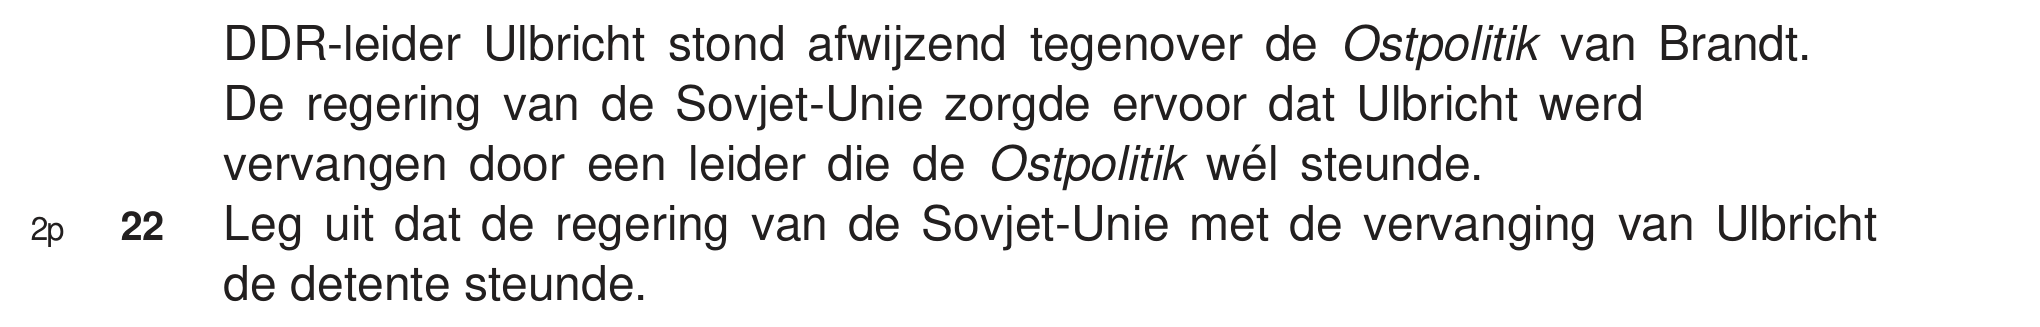 DDR-leider Ulbricht stond afwijzend tegenover de Ostpolitik van Brandt.
De regering van de Sovjet-Unie zorgde ervoor dat Ulbricht werd
vervangen door een leider die de Ostpolitik wél steunde.
2p 22 Leg uit dat de regering van de Sovjet-Unie met de vervanging van Ulbricht
de detente steunde.